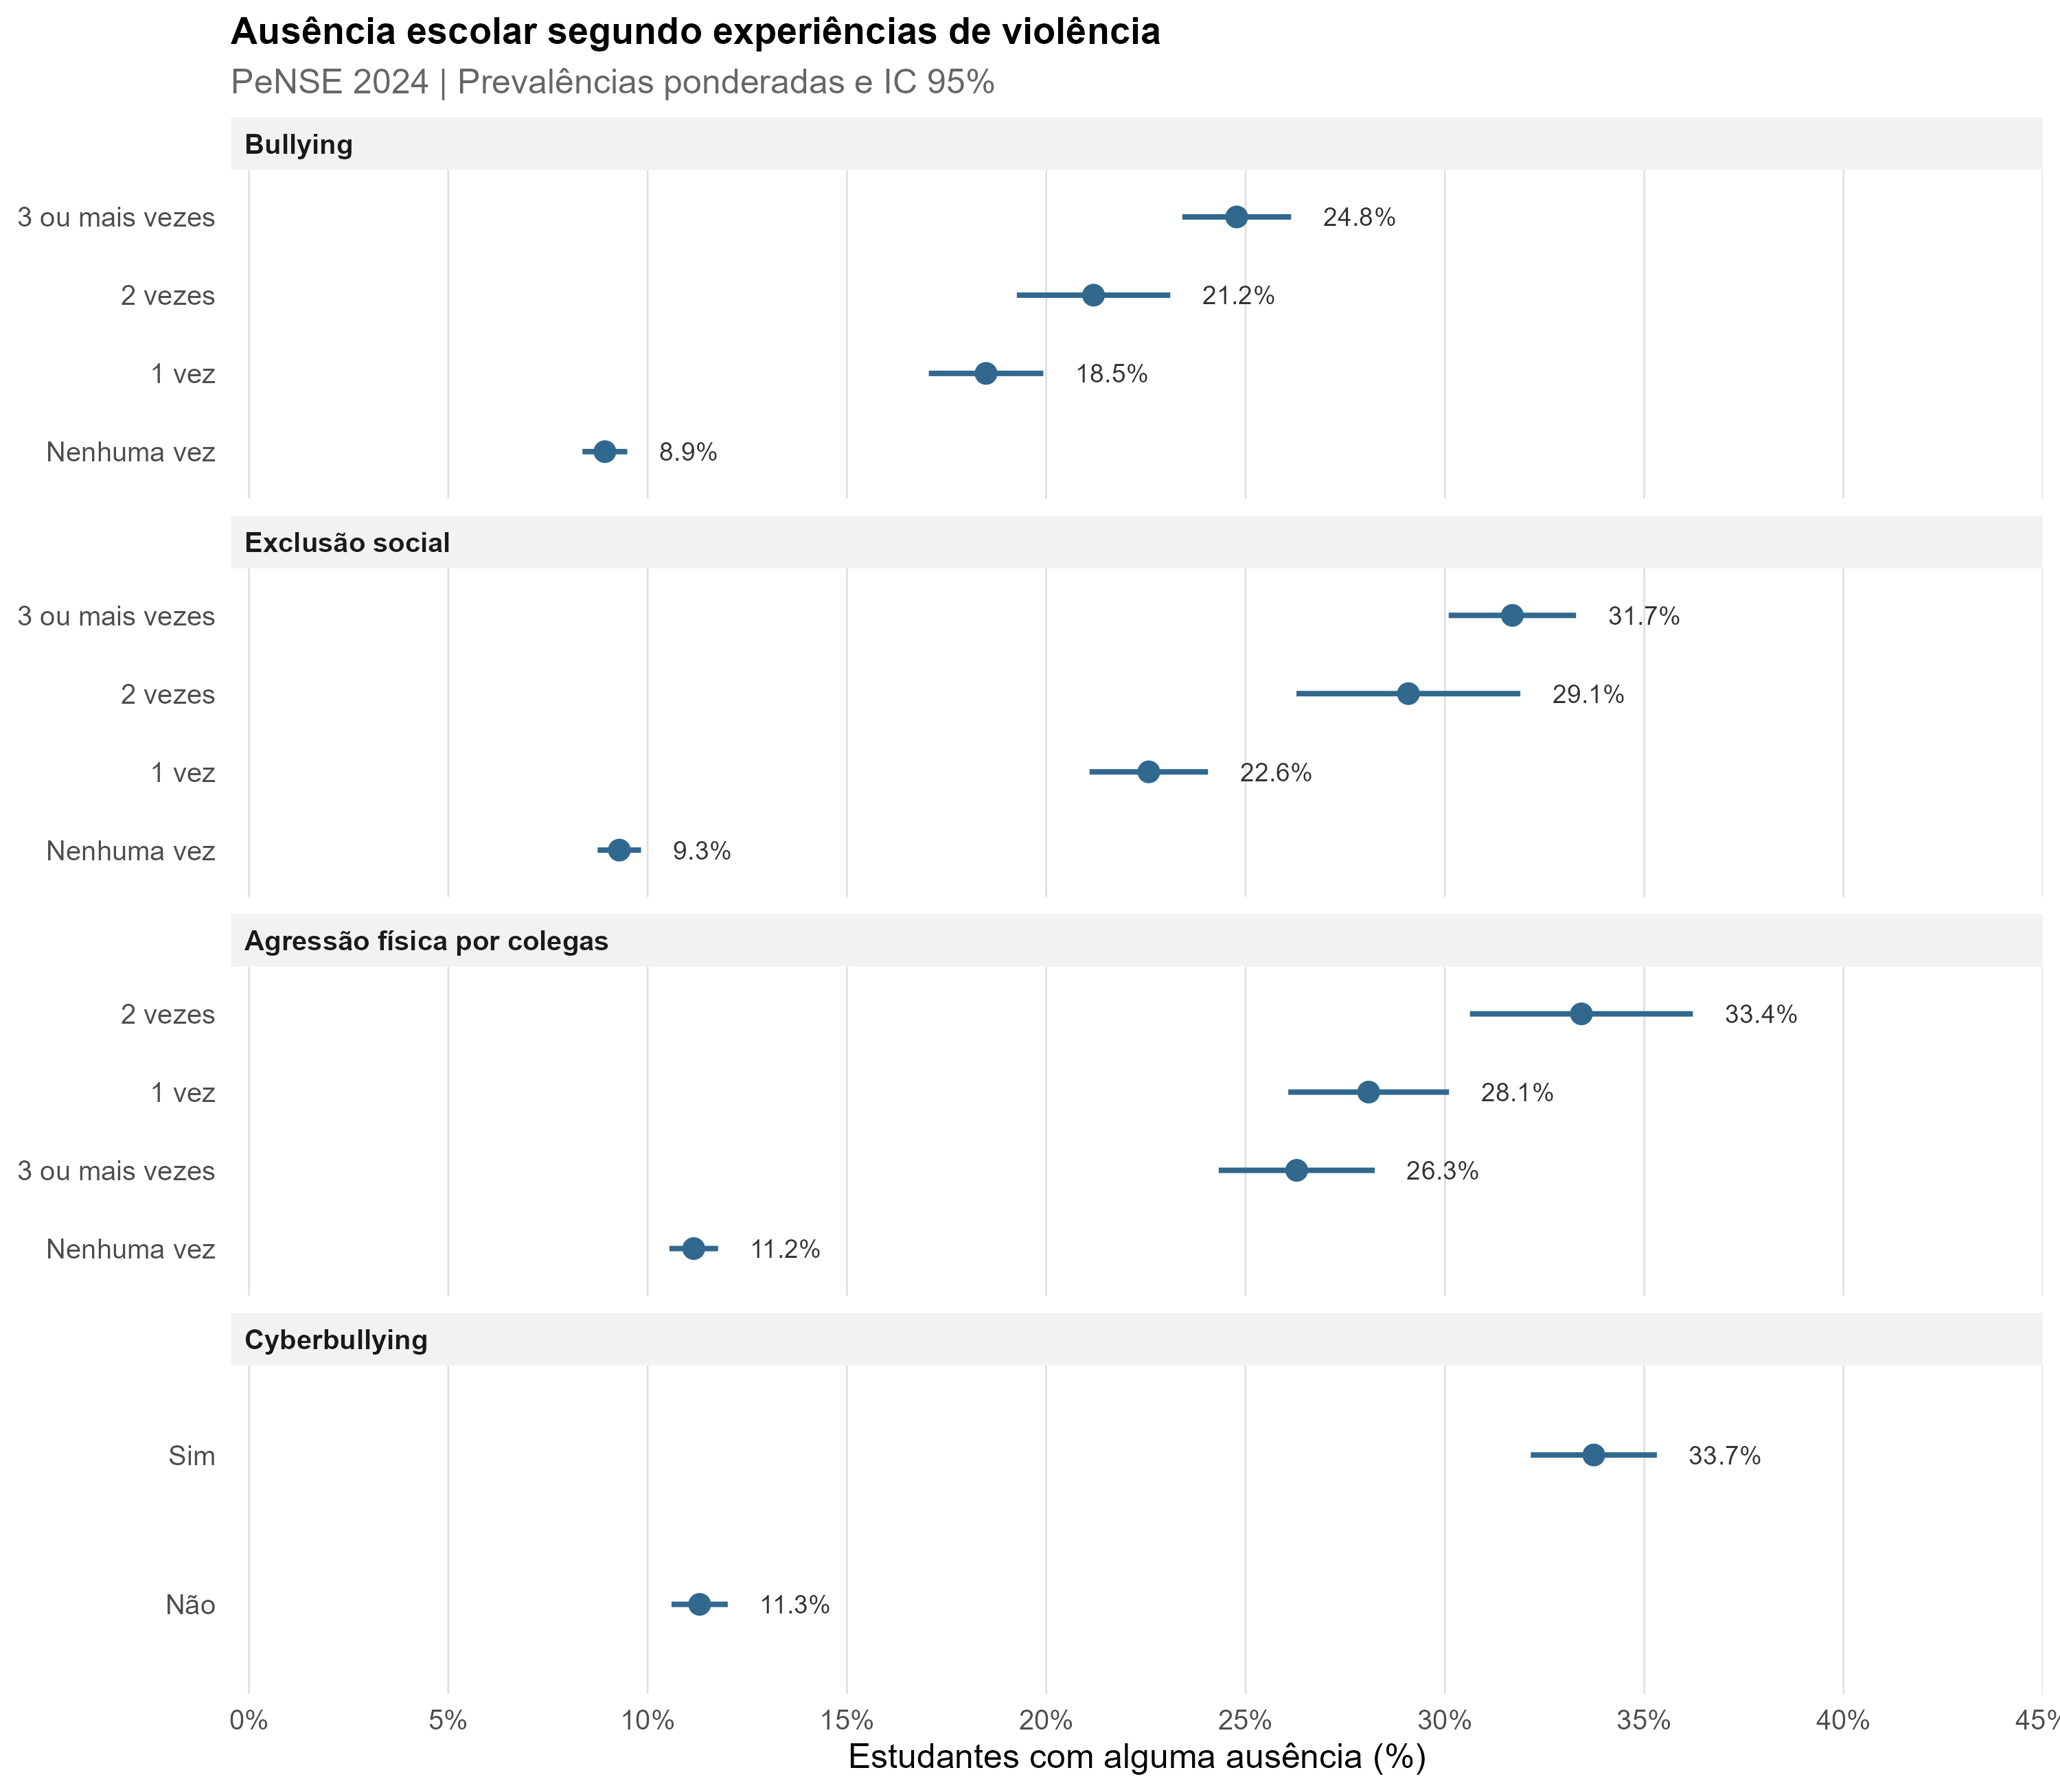 Ausência escolar segundo experiências de violência
PeNSE 2024 | Prevalências ponderadas e IC 95%
Bullying
3 ou mais vezes 24.8%
2 vezes 21.2%
1 vez 18.5%
Nenhuma vez 8.9%
Exclusão social
3 ou mais vezes 31.7%
2 vezes 29.1%
1 vez 22.6%
Nenhuma vez 9.3%
Agressão física por colegas
2 vezes 33.4%
1 vez 28.1%
3 ou mais vezes 26.3%
Nenhuma vez 11.2%
Cyberbullying
Sim 33.7%
Não 11.3%
0% 5% 10% 15% 20% 25% 30% 35% 40% 45%
Estudantes com alguma ausência (%)